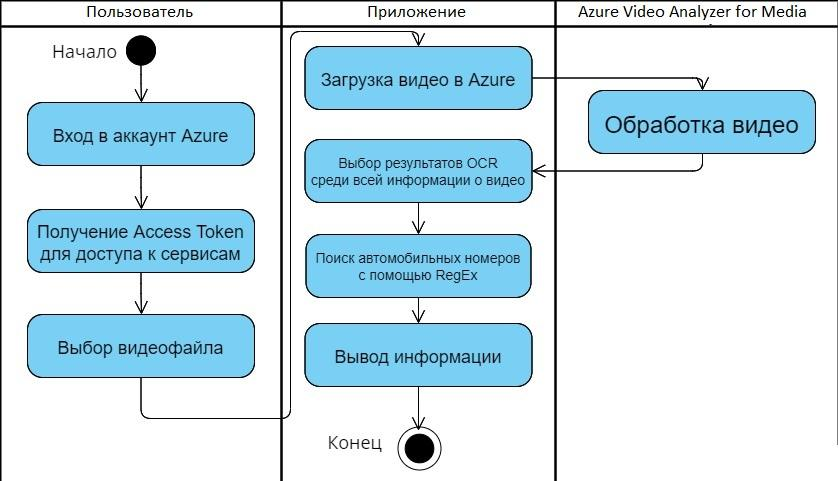 Пользователь
Приложение
Azure Video Analyzer for Media
Начало
Вход в аккаунт Azure
Получение Access Token
для доступа к сервисам
Выбор видеофайла
Загрузка видео в Azure
Обработка видео
Выбор результатов OCR
среди всей информации о видео
Поиск автомобильных номеров
с помощью RegEx
Вывод информации
Конец